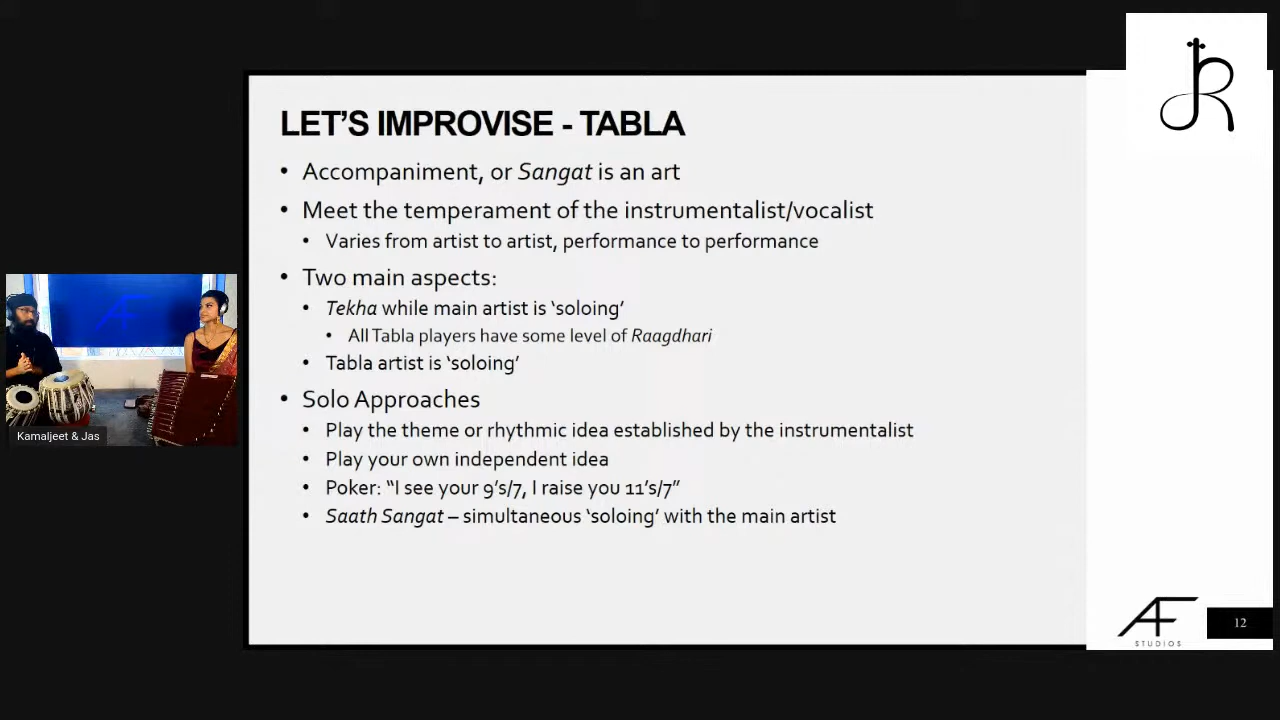 LET'S IMPROVISE - TABLA
• Accompaniment, or Sangat is an art
• Meet the temperament of the instrumentalist/vocalist
• Varies from artist to artist, performance to performance
• Two main aspects:
• Tekha while main artist is 'soloing'
• All Tabla players have some level of Raagdhari
• Tabla artist is 'soloing'
• Solo Approaches
• Play the theme or rhythmic idea established by the instrumentalist
• Play your own independent idea
• Poker: "I see your 9's/7, I raise you 11's/7"
• Saath Sangat – simultaneous 'soloing' with the main artist
AF
Kamaljeet & Jas
JR
AF
STUDIOS
12